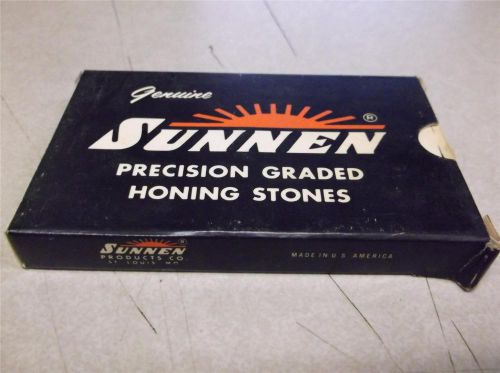 Genuine
SUNNEN®
PRECISION GRADED
HONING STONES
SUNNEN®
PRODUCTS CO
ST. LOUIS, MO.
MADE IN U.S. AMERICA